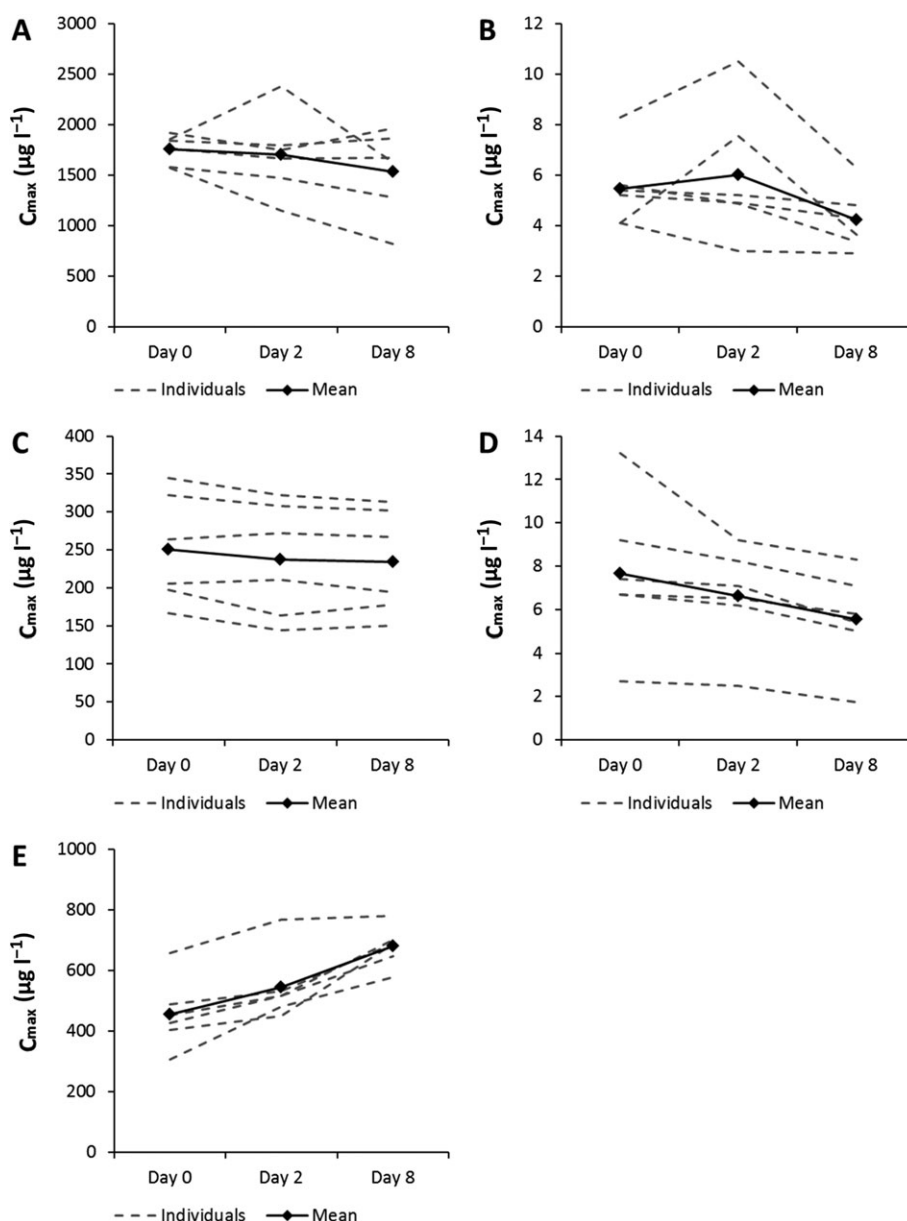 A
3000
2500
2000
1500
1000
500
0
Cmax (µg l⁻¹)
Day 0 Day 2 Day 8
Individuals Mean
B
12
10
8
6
4
2
0
Cmax (µg l⁻¹)
Day 0 Day 2 Day 8
Individuals Mean
C
400
350
300
250
200
150
100
50
0
Cmax (µg l⁻¹)
Day 0 Day 2 Day 8
Individuals Mean
D
14
12
10
8
6
4
2
0
Cmax (µg l⁻¹)
Day 0 Day 2 Day 8
Individuals Mean
E
1000
800
600
400
200
0
Cmax (µg l⁻¹)
Day 0 Day 2 Day 8
Individuals Mean